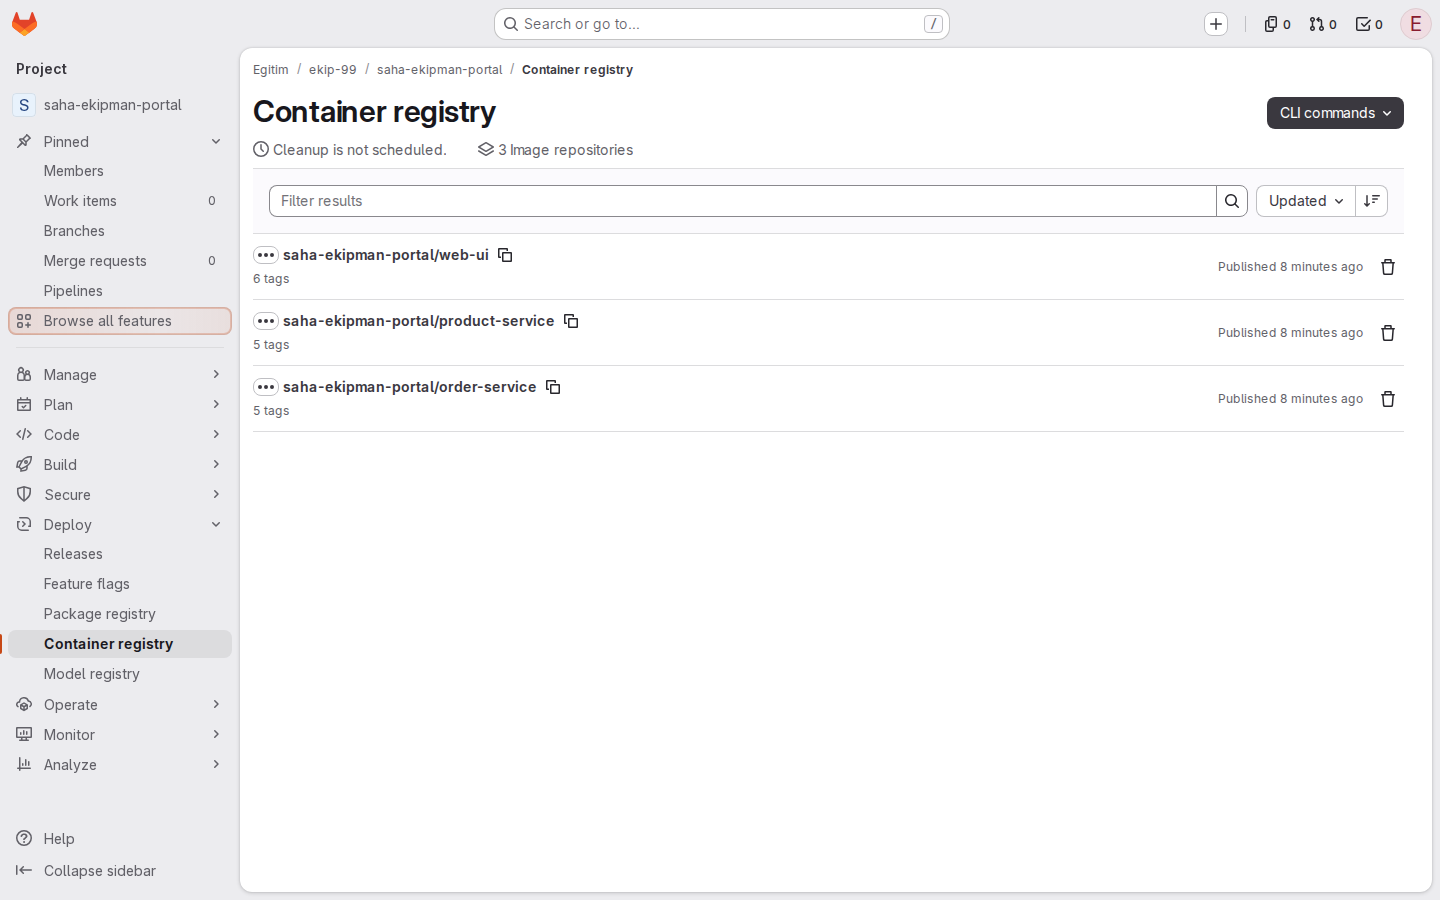 Search or go to...
/
0
0
0
E
Project
S
saha-ekipman-portal
Pinned
Members
Work items
0
Branches
Merge requests
0
Pipelines
Browse all features
Manage
Plan
Code
Build
Secure
Deploy
Releases
Feature flags
Package registry
Container registry
Model registry
Operate
Monitor
Analyze
Help
Collapse sidebar
Egitim / ekip-99 / saha-ekipman-portal / Container registry
Container registry
CLI commands
Cleanup is not scheduled.
3 Image repositories
Filter results
Updated
saha-ekipman-portal/web-ui
6 tags
Published 8 minutes ago
saha-ekipman-portal/product-service
5 tags
Published 8 minutes ago
saha-ekipman-portal/order-service
5 tags
Published 8 minutes ago